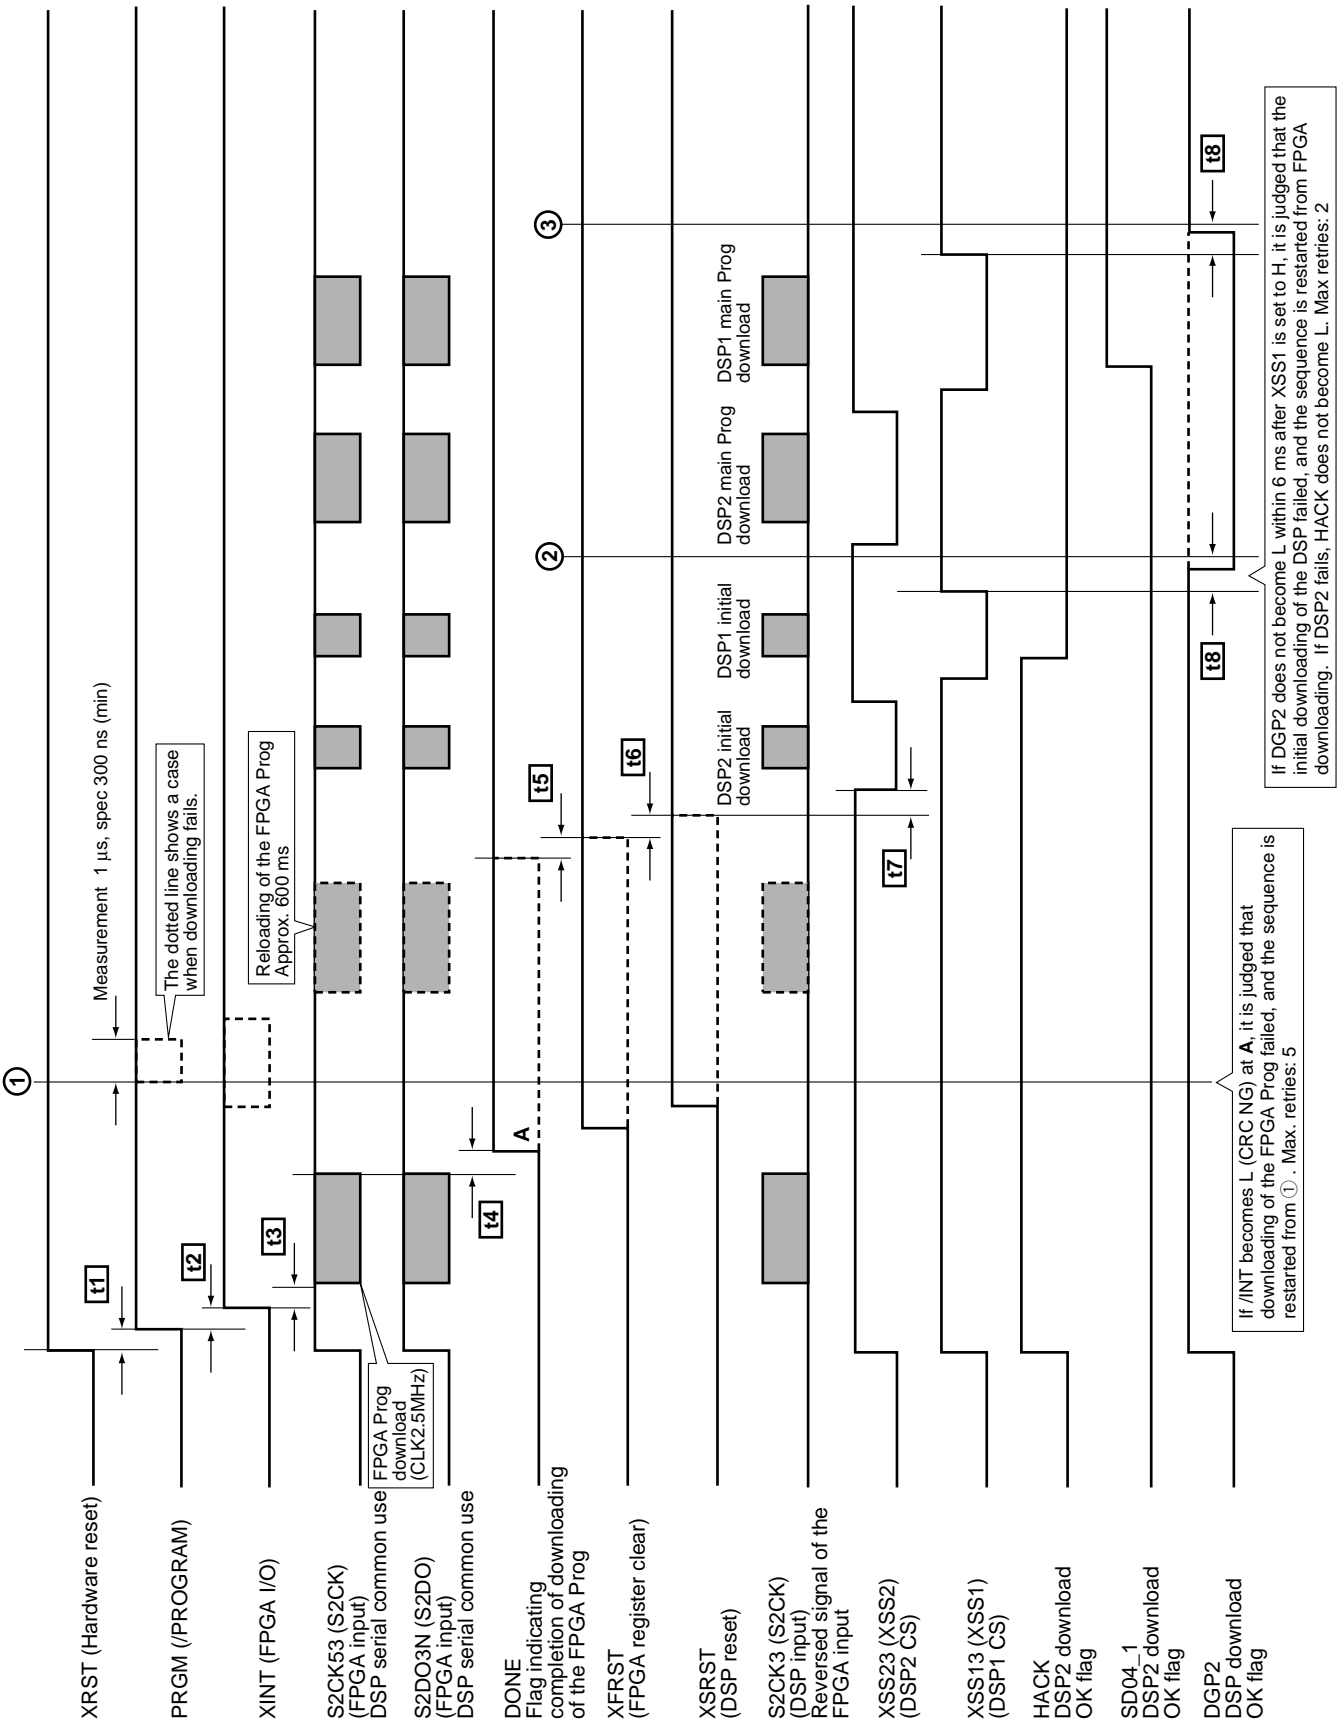 1
Measurement 1 μs, spec 300 ns (min)
XRST (Hardware reset)
t1
The dotted line shows a case
when downloading fails.
PRGM (/PROGRAM)
t2
XINT (FPGA I/O)
t3
Reloading of the FPGA Prog
Approx. 600 ms
S2CK53 (S2CK)
(FPGA input)
DSP serial common use
FPGA Prog
download
(CLK2.5MHz)
S2DO3N (S2DO)
(FPGA input)
DSP serial common use
t4
A
t5
DONE
Flag indicating
completion of downloading
of the FPGA Prog
2
3
XFRST
(FPGA register clear)
t6
XSRST
(DSP reset)
DSP2 initial
download
DSP1 initial
download
DSP2 main Prog
download
DSP1 main Prog
download
S2CK3 (S2CK)
(DSP input)
Reversed signal of the
FPGA input
XSS23 (XSS2)
(DSP2 CS)
t7
XSS13 (XSS1)
(DSP1 CS)
HACK
DSP2 download
OK flag
SD04_1
DSP2 download
OK flag
DGP2
DSP download
OK flag
t8
t8
If /INT becomes L (CRC NG) at A, it is judged that
downloading of the FPGA Prog failed, and the sequence is
restarted from ① . Max. retries: 5
If DGP2 does not become L within 6 ms after XSS1 is set to H, it is judged that the
initial downloading of the DSP failed, and the sequence is restarted from FPGA
downloading. If DSP2 fails, HACK does not become L. Max retries: 2